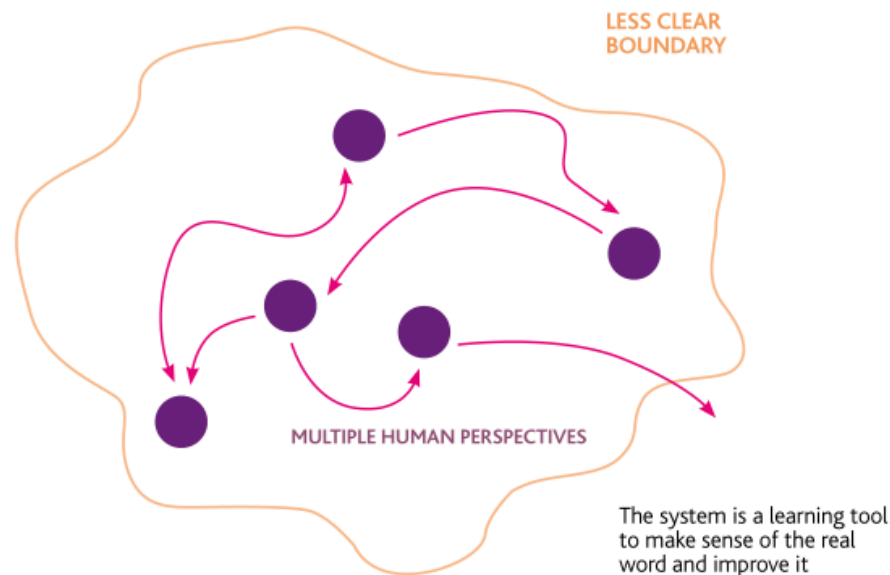 LESS CLEAR
BOUNDARY
MULTIPLE HUMAN PERSPECTIVES
The system is a learning tool
to make sense of the real
word and improve it